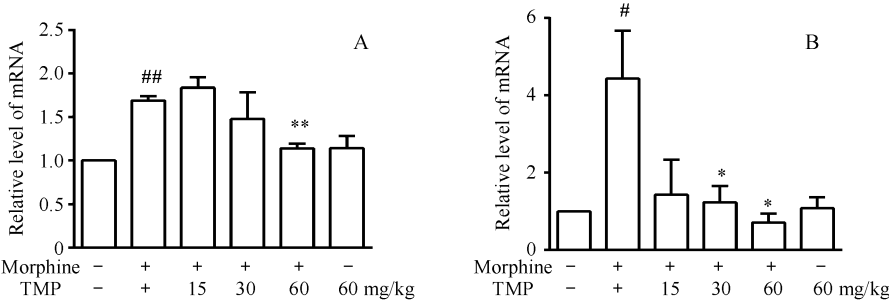 A
Relative level of mRNA
2.5
2.0
1.5
1.0
0.5
0
##
**
Morphine − + + + + −
TMP − + 15 30 60 60 mg/kg
B
Relative level of mRNA
6
4
2
0
#
*
*
Morphine − + + + + −
TMP − + 15 30 60 60 mg/kg